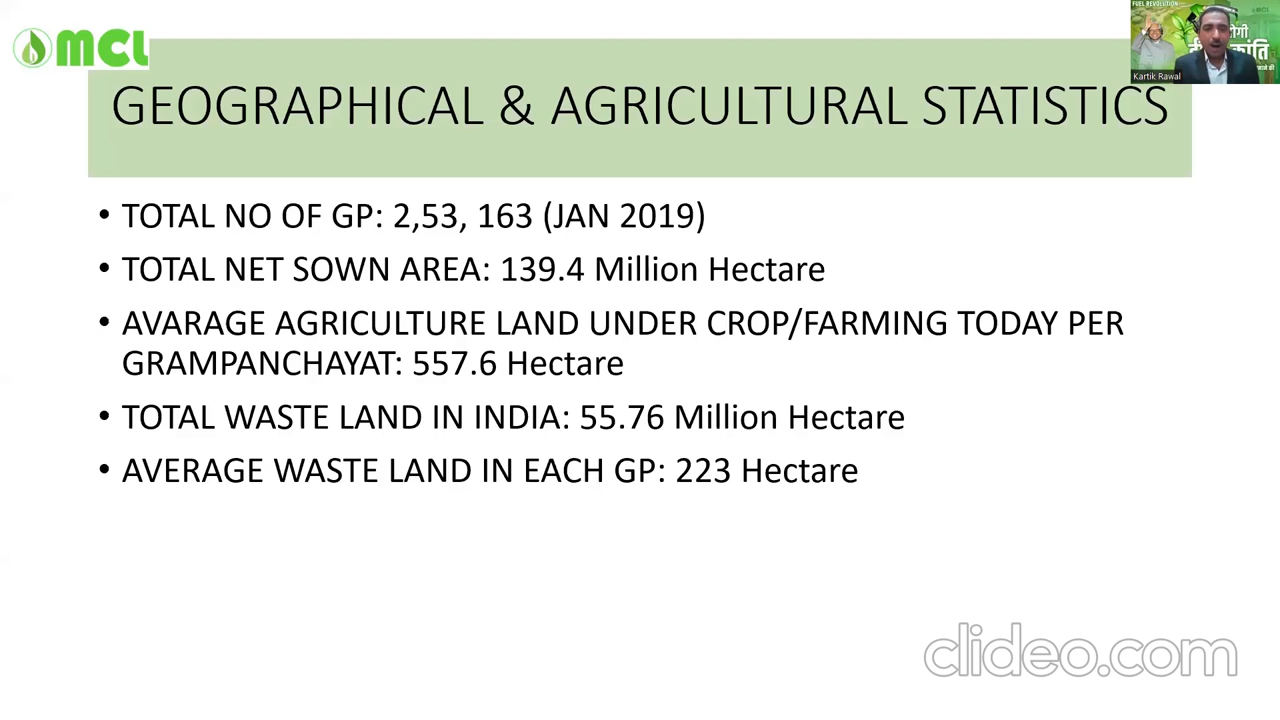 MCL
FUEL REVOLUTION
Kartik Rawal
GEOGRAPHICAL & AGRICULTURAL STATISTICS
• TOTAL NO OF GP: 2,53, 163 (JAN 2019)
• TOTAL NET SOWN AREA: 139.4 Million Hectare
• AVARAGE AGRICULTURE LAND UNDER CROP/FARMING TODAY PER
GRAMPANCHAYAT: 557.6 Hectare
• TOTAL WASTE LAND IN INDIA: 55.76 Million Hectare
• AVERAGE WASTE LAND IN EACH GP: 223 Hectare
clideo.com